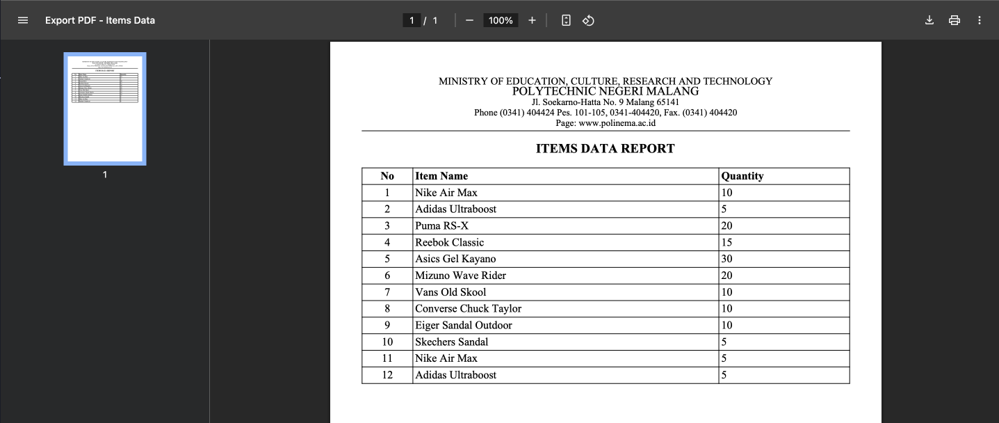 Export PDF - Items Data
1 / 1
100%
1
MINISTRY OF EDUCATION, CULTURE, RESEARCH AND TECHNOLOGY
POLYTECHNIC NEGERI MALANG
Jl. Soekarno-Hatta No. 9 Malang 65141
Phone (0341) 404424 Pes. 101-105, 0341-404420, Fax. (0341) 404420
Page: www.polinema.ac.id
ITEMS DATA REPORT
No Item Name Quantity
1 Nike Air Max 10
2 Adidas Ultraboost 5
3 Puma RS-X 20
4 Reebok Classic 15
5 Asics Gel Kayano 30
6 Mizuno Wave Rider 20
7 Vans Old Skool 10
8 Converse Chuck Taylor 10
9 Eiger Sandal Outdoor 10
10 Skechers Sandal 5
11 Nike Air Max 5
12 Adidas Ultraboost 5